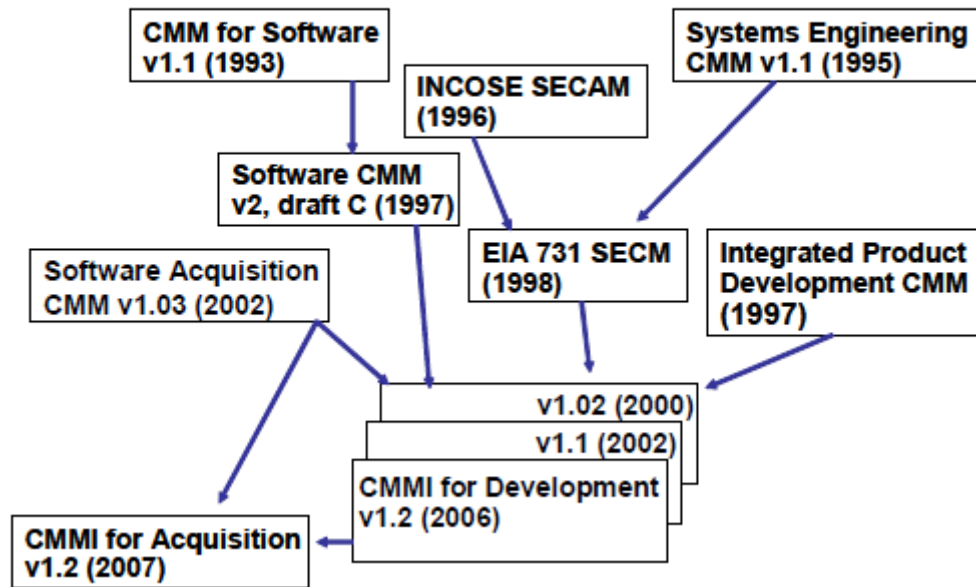 CMM for Software
v1.1 (1993)
Systems Engineering
CMM v1.1 (1995)
INCOSE SECAM
(1996)
Software CMM
v2, draft C (1997)
EIA 731 SECM
(1998)
Integrated Product
Development CMM
(1997)
Software Acquisition
CMM v1.03 (2002)
v1.02 (2000)
v1.1 (2002)
CMMI for Development
v1.2 (2006)
CMMI for Acquisition
v1.2 (2007)